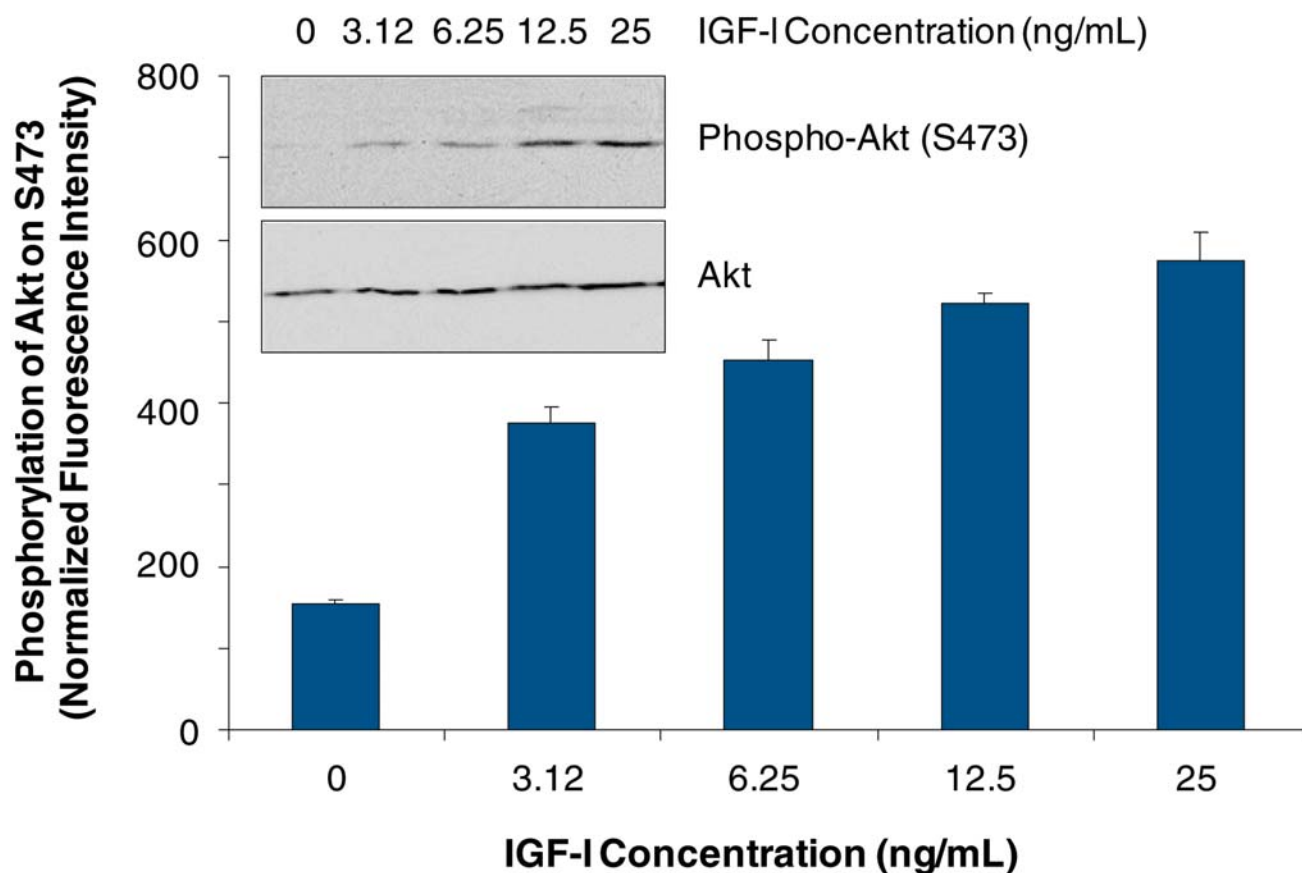 0 3.12 6.25 12.5 25 IGF-I Concentration (ng/mL)
Phospho-Akt (S473)
Akt
Phosphorylation of Akt on S473
(Normalized Fluorescence Intensity)
800
600
400
200
0
0 3.12 6.25 12.5 25
IGF-I Concentration (ng/mL)